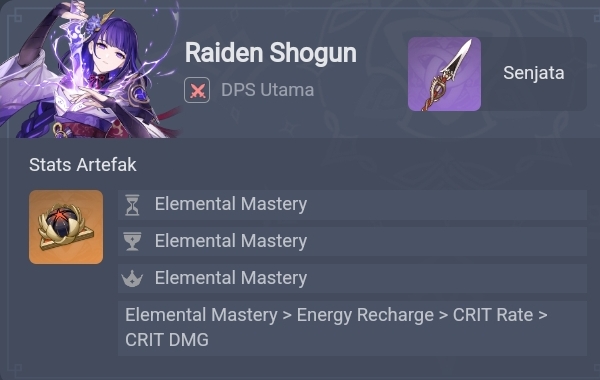 Raiden Shogun
DPS Utama
Senjata
Stats Artefak
Elemental Mastery
Elemental Mastery
Elemental Mastery
Elemental Mastery > Energy Recharge > CRIT Rate >
CRIT DMG